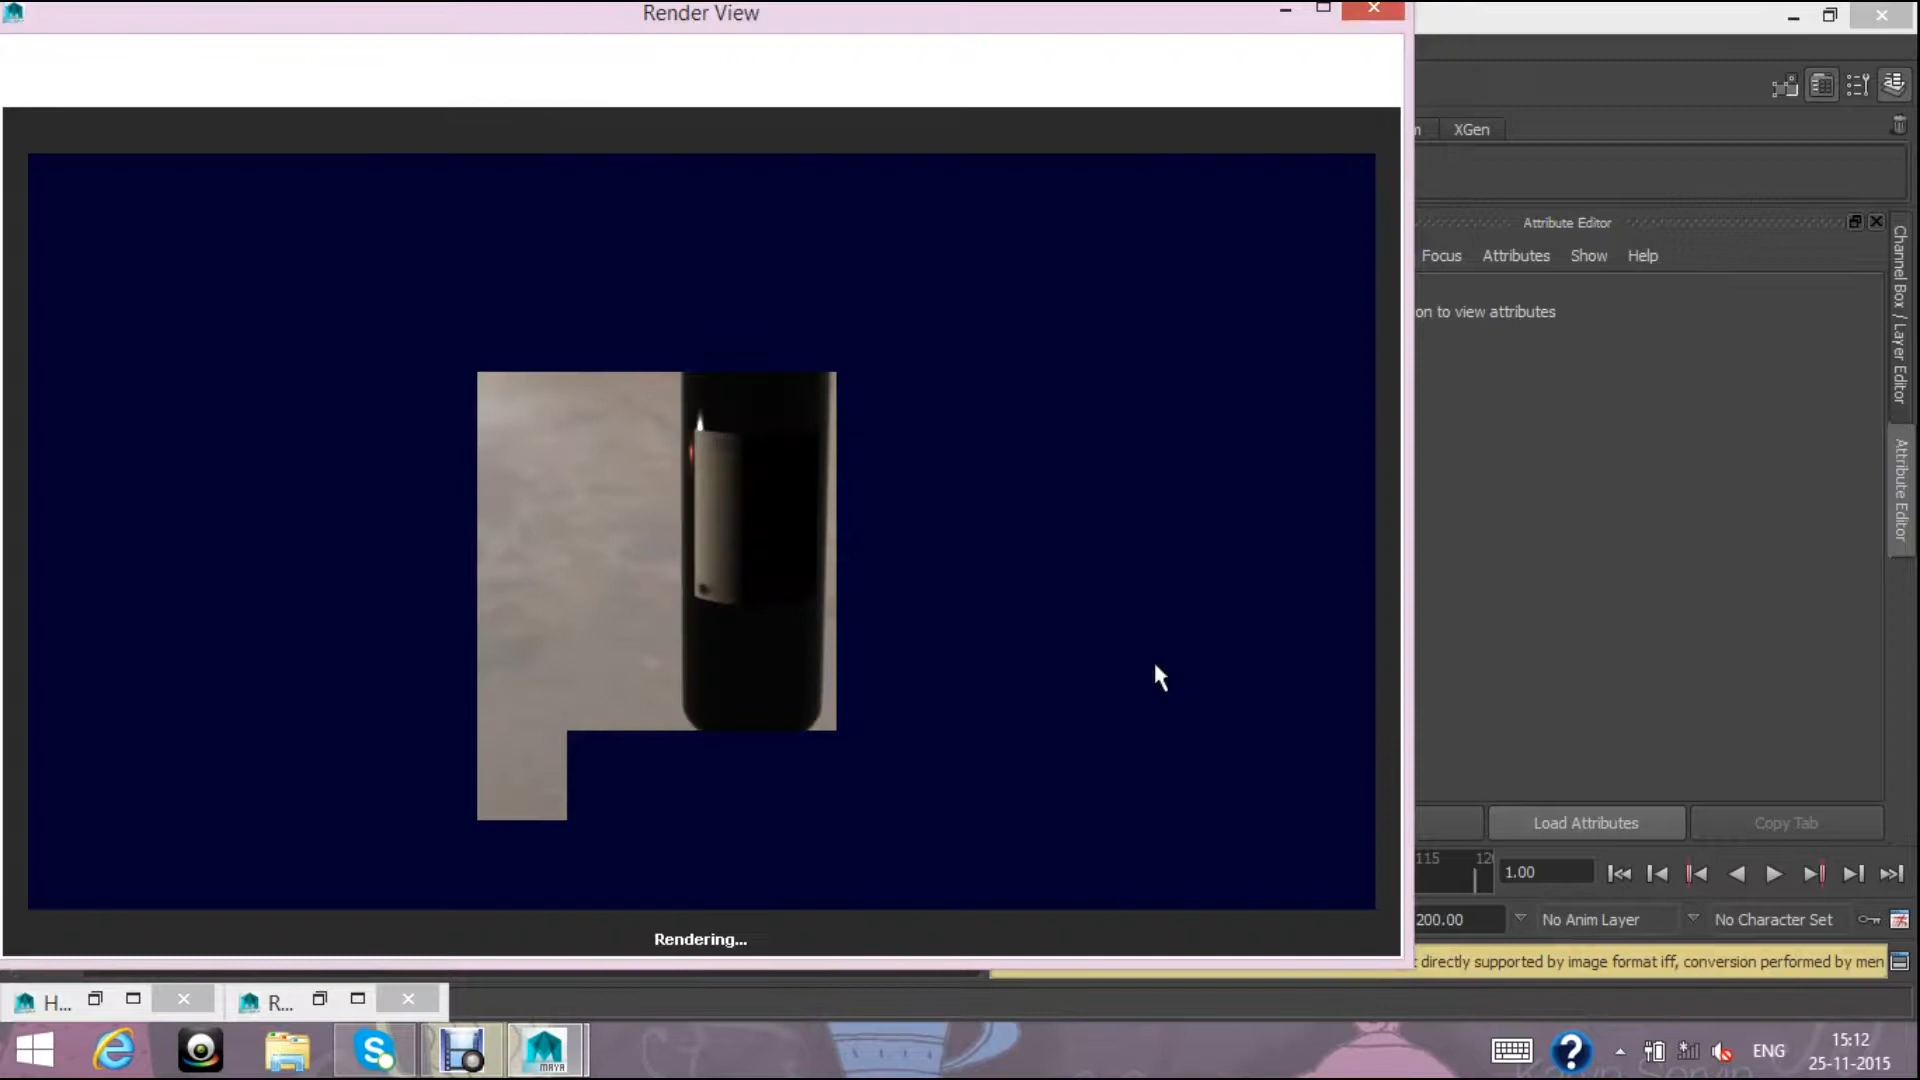 Render View
XGen
Attribute Editor
Focus Attributes Show Help
on to view attributes
Channel Box / Layer Editor
Attribute Editor
Load Attributes
Copy Tab
115
1.00
200.00
No Anim Layer
No Character Set
Rendering...
directly supported by image format iff, conversion performed by men
H...
R...
MAYA
ENG
15:12
25-11-2015